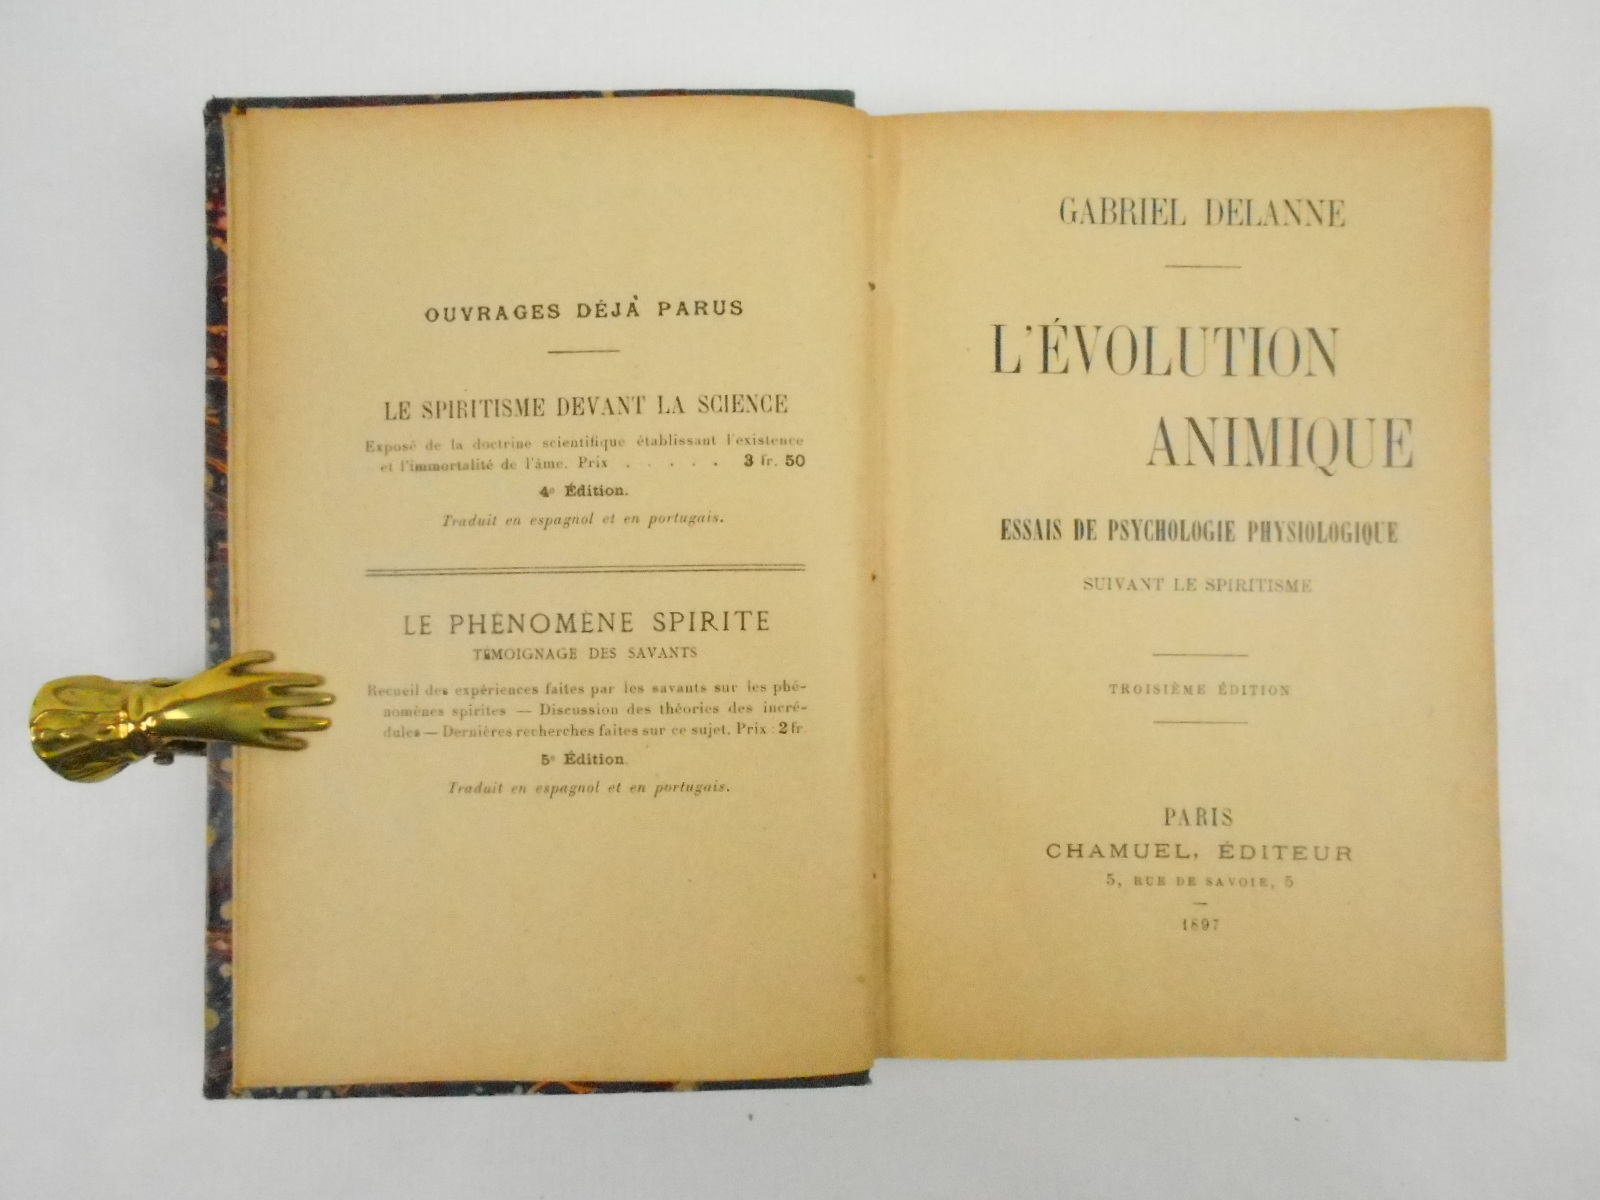 OUVRAGES DÉJÀ PARUS
LE SPIRITISME DEVANT LA SCIENCE
Exposé de la doctrine scientifique établissant l'existence
et l'immortalité de l'âme. Prix . . . . . 3 fr. 50
4e Édition.
Traduit en espagnol et en portugais.
LE PHÉNOMÈNE SPIRITE
TÉMOIGNAGE DES SAVANTS
Recueil des expériences faites par les savants sur les phé-
nomènes spirites — Discussion des théories des incré-
dules — Dernières recherches faites sur ce sujet. Prix : 2 fr.
5e Édition.
Traduit en espagnol et en portugais.
GABRIEL DELANNE
L'ÉVOLUTION
ANIMIQUE
ESSAIS DE PSYCHOLOGIE PHYSIOLOGIQUE
SUIVANT LE SPIRITISME
TROISIÈME ÉDITION
PARIS
CHAMUEL, ÉDITEUR
5, RUE DE SAVOIE, 5
1897